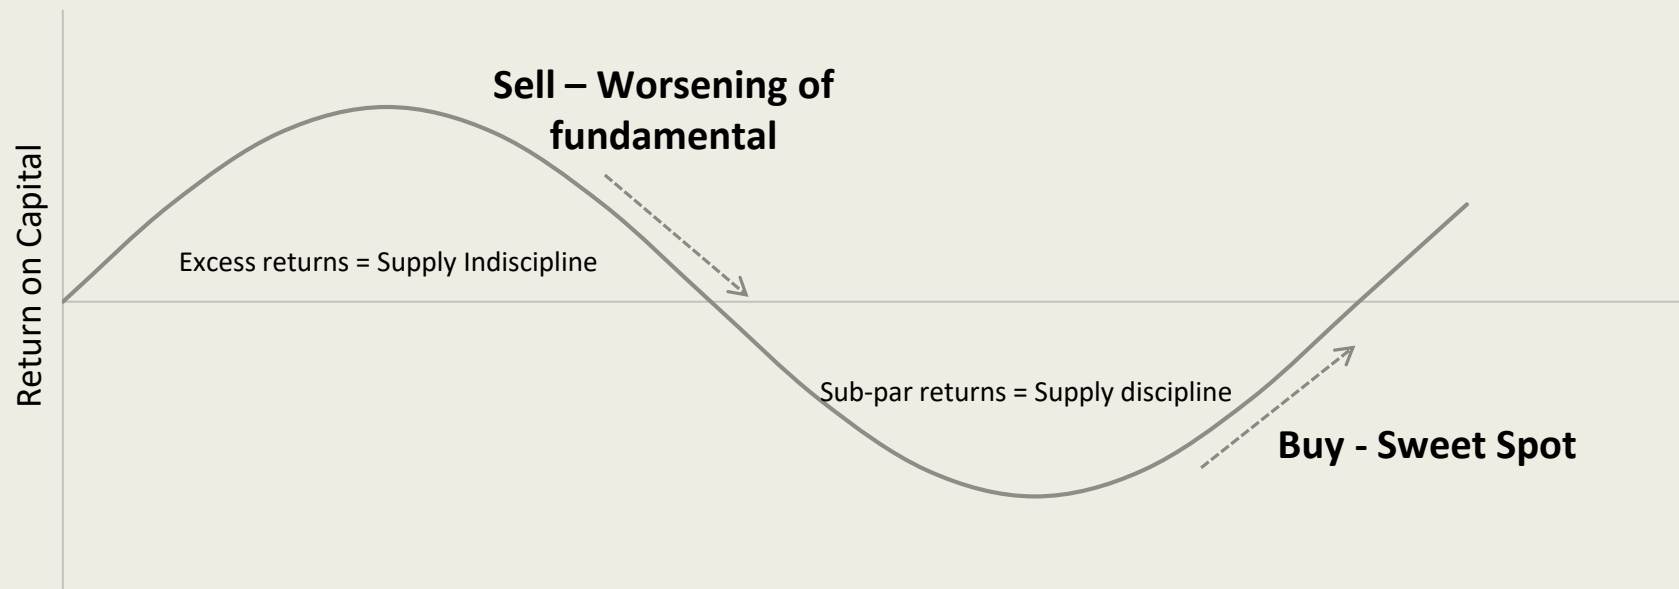 Sell – Worsening of
fundamental
Return on Capital
Excess returns = Supply Indiscipline
Sub-par returns = Supply discipline
Buy - Sweet Spot